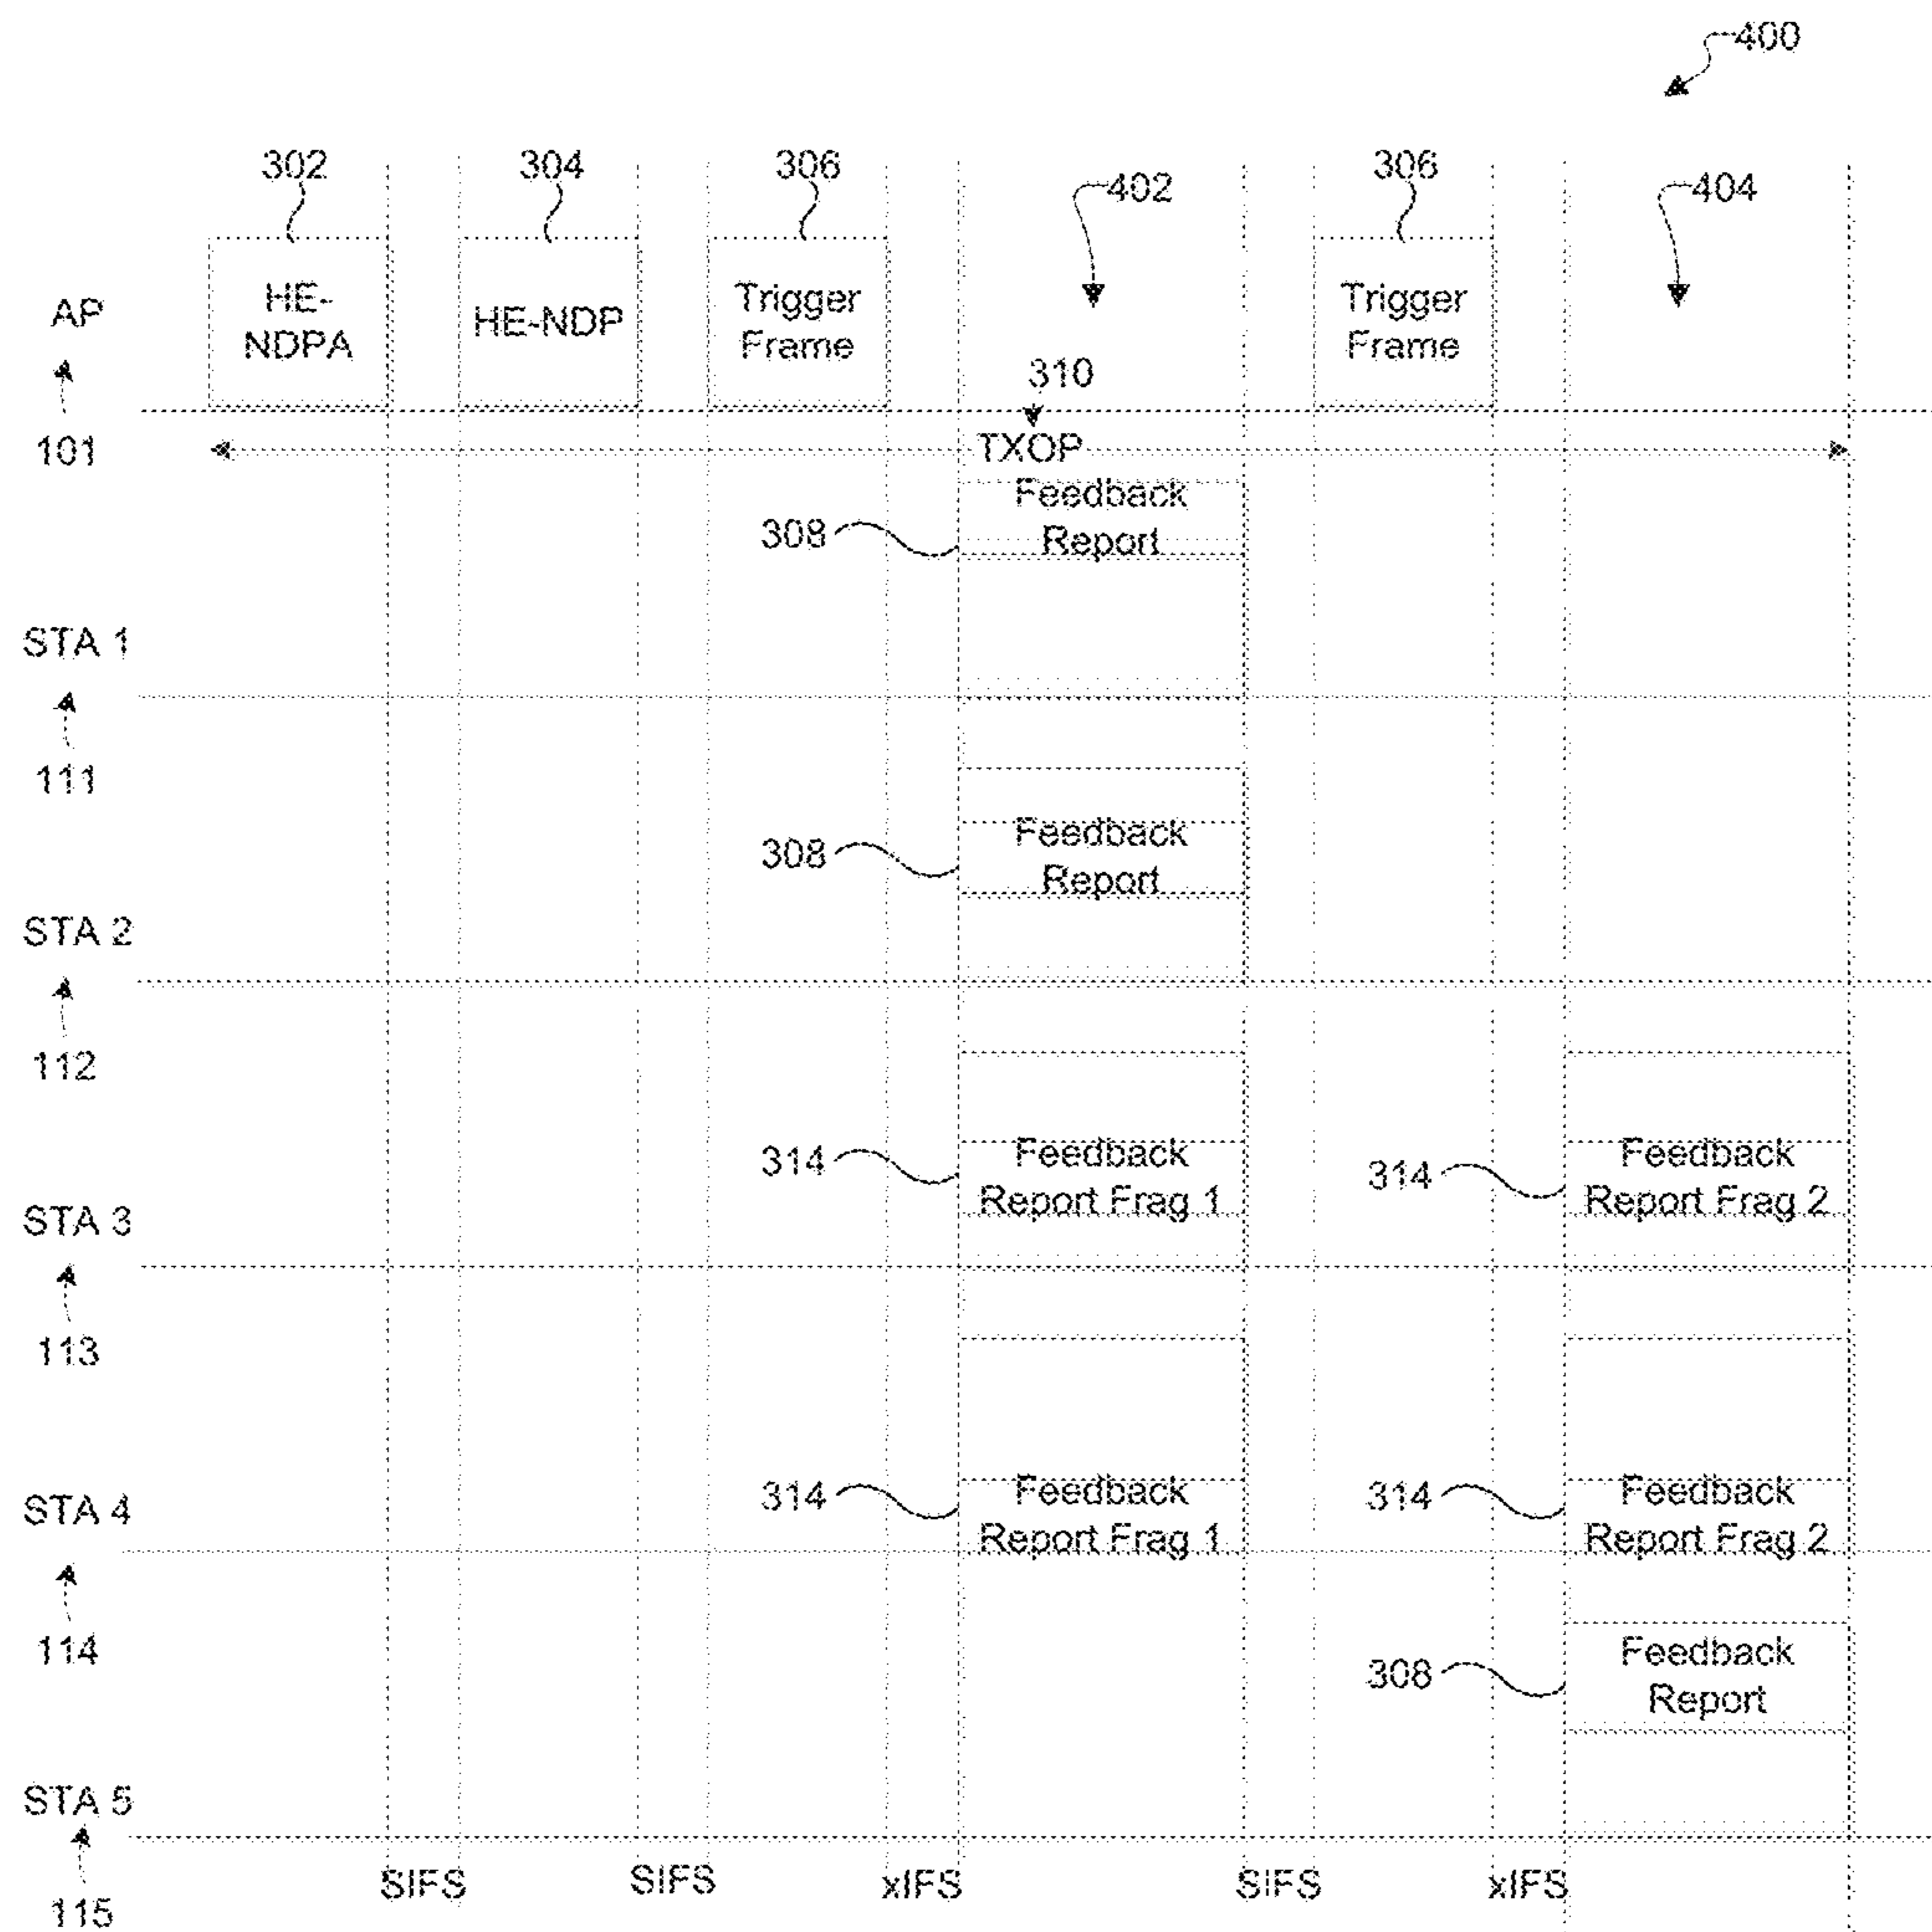 400
302
304
306
402
306
404
AP
HE-
NDPA
HE-NDP
Trigger
Frame
Trigger
Frame
310
101
TXOP
308
Feedback
Report
STA 1
111
308
Feedback
Report
STA 2
112
314
Feedback
Report Frag 1
314
Feedback
Report Frag 2
STA 3
113
314
Feedback
Report Frag 1
314
Feedback
Report Frag 2
STA 4
114
308
Feedback
Report
STA 5
115
SIFS
SIFS
xIFS
SIFS
xIFS